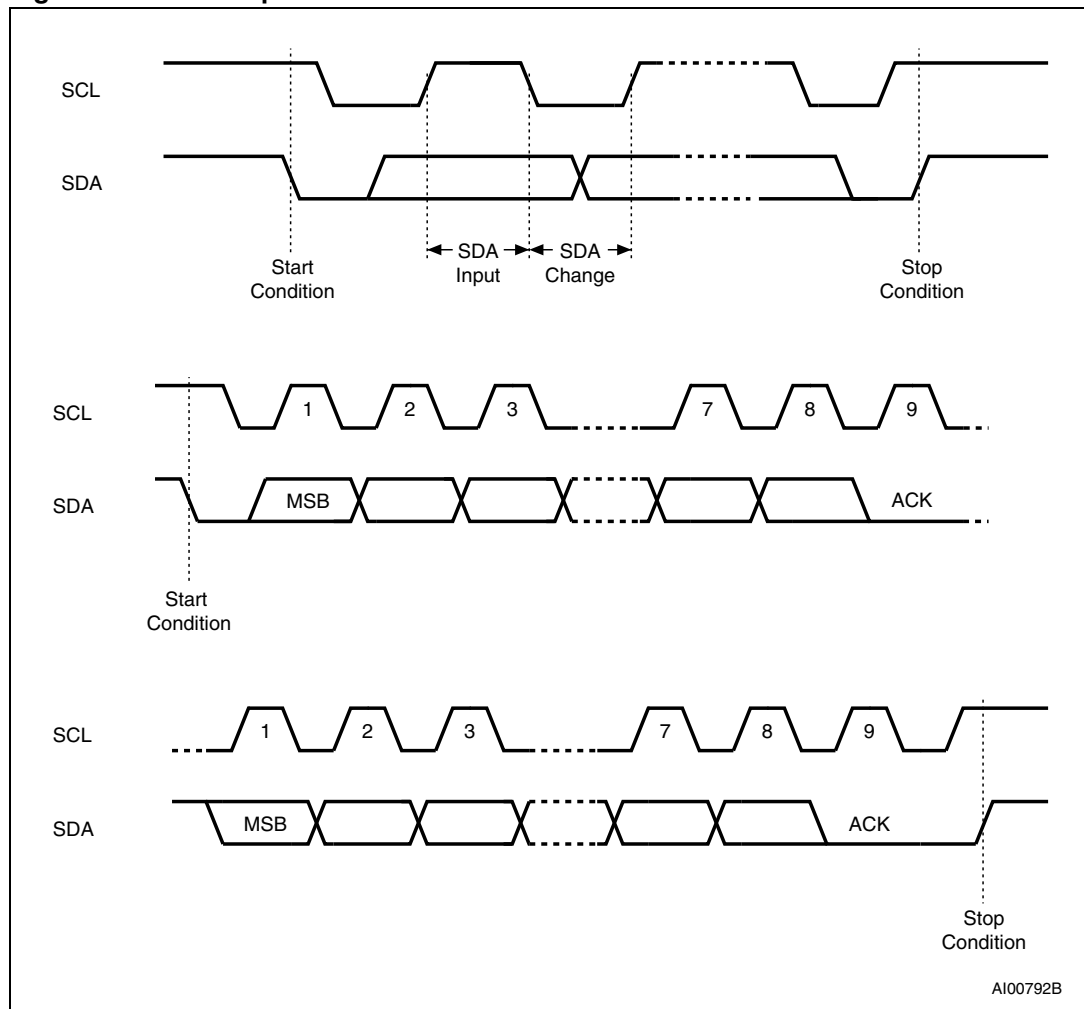 SCL
SDA
SDA
Input
SDA
Change
Start
Condition
Stop
Condition
SCL
1 2 3 7 8 9
SDA
MSB
ACK
Start
Condition
SCL
1 2 3 7 8 9
SDA
MSB
ACK
Stop
Condition
AI00792B